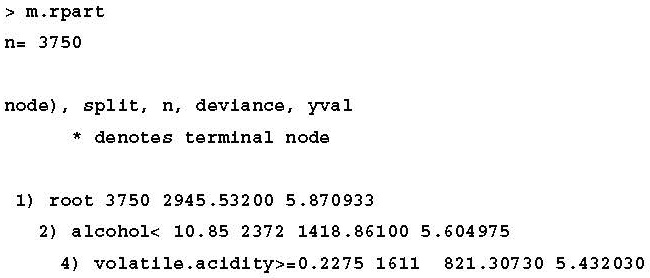 > m.rpart
n= 3750
node), split, n, deviance, yval
* denotes terminal node
1) root 3750 2945.53200 5.870933
2) alcohol< 10.85 2372 1418.86100 5.604975
4) volatile.acidity>=0.2275 1611  821.30730 5.432030